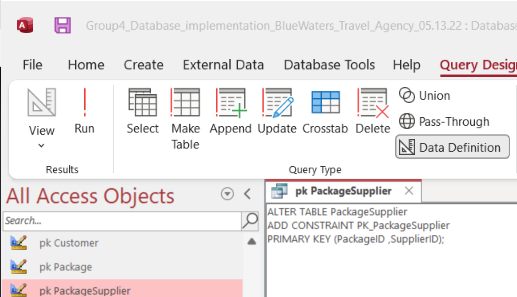 Group4_Database_implementation_BlueWaters_Travel_Agency_05.13.22 : Databas
File Home Create External Data Database Tools Help Query Desig
View Run Select Make Table Append Update Crosstab Delete
Union
Pass-Through
Data Definition
Results Query Type
All Access Objects
Search...
pk Customer
pk Package
pk PackageSupplier
pk PackageSupplier
ALTER TABLE PackageSupplier
ADD CONSTRAINT PK_PackageSupplier
PRIMARY KEY (PackageID ,SupplierID);